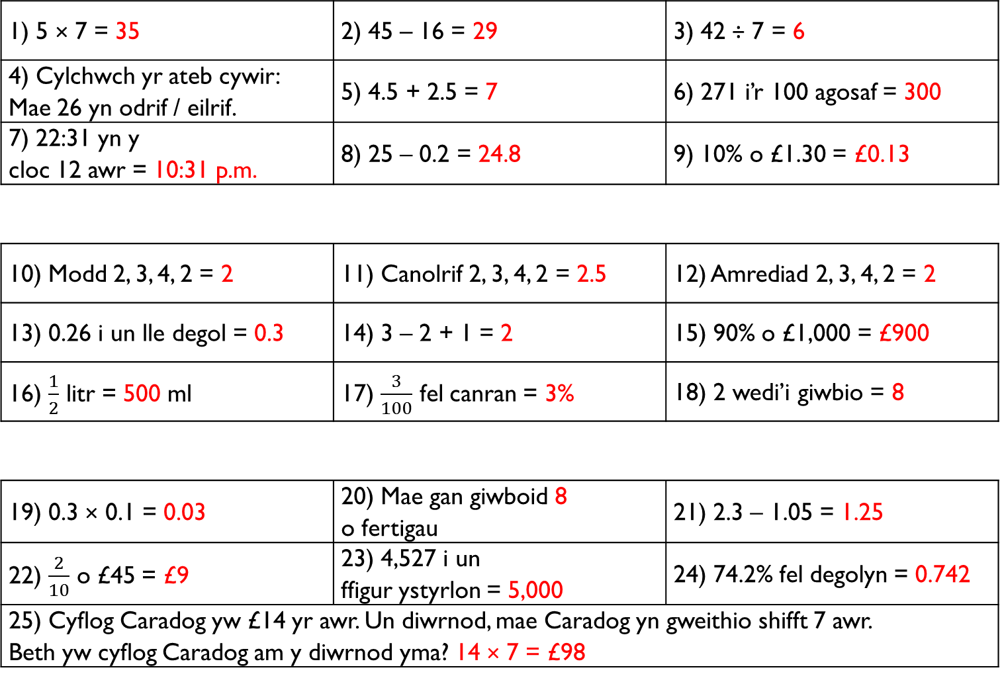 1) 5 × 7 = 35
2) 45 – 16 = 29
3) 42 ÷ 7 = 6
4) Cylchwch yr ateb cywir:
Mae 26 yn odrif / eilrif.
5) 4.5 + 2.5 = 7
6) 271 i’r 100 agosaf = 300
7) 22:31 yn y
cloc 12 awr = 10:31 p.m.
8) 25 – 0.2 = 24.8
9) 10% o £1.30 = £0.13
10) Modd 2, 3, 4, 2 = 2
11) Canolrif 2, 3, 4, 2 = 2.5
12) Amrediad 2, 3, 4, 2 = 2
13) 0.26 i un lle degol = 0.3
14) 3 – 2 + 1 = 2
15) 90% o £1,000 = £900
16) 1/2 litr = 500 ml
17) 3/100 fel canran = 3%
18) 2 wedi’i giwbio = 8
19) 0.3 × 0.1 = 0.03
20) Mae gan giwboid 8
o fertigau
21) 2.3 – 1.05 = 1.25
22) 2/10 o £45 = £9
23) 4,527 i un
ffigur ystyrlon = 5,000
24) 74.2% fel degolyn = 0.742
25) Cyflog Caradog yw £14 yr awr. Un diwrnod, mae Caradog yn gweithio shifft 7 awr.
Beth yw cyflog Caradog am y diwrnod yma? 14 × 7 = £98